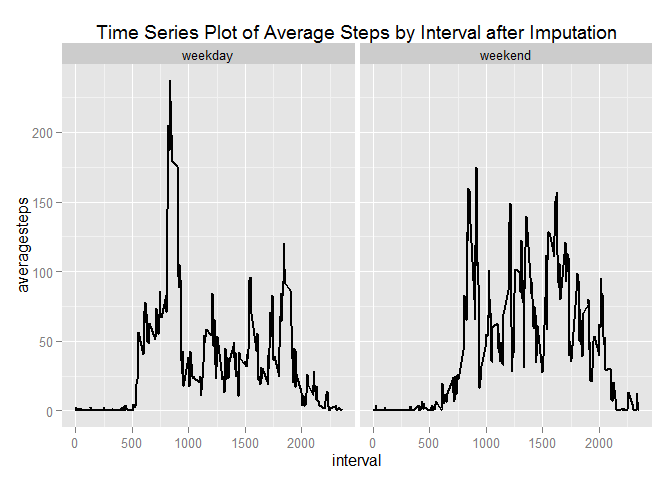 Time Series Plot of Average Steps by Interval after Imputation
weekday
weekend
averagesteps
200
150
100
50
0
0 500 1000 1500 2000
0 500 1000 1500 2000
interval